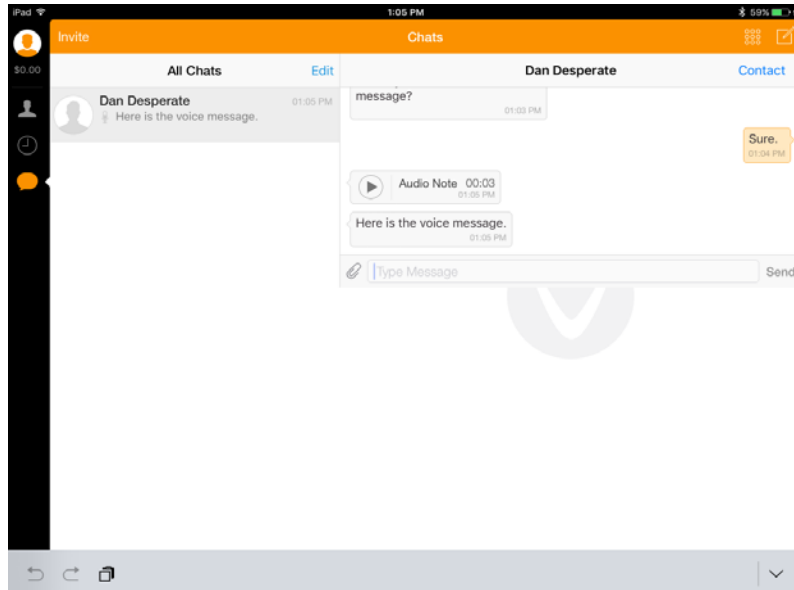 iPad 1:05 PM 59%
Invite Chats
$0.00 All Chats Edit Dan Desperate Contact
Dan Desperate 01:05 PM
Here is the voice message.
message?
01:03 PM
Sure.
01:04 PM
Audio Note 00:03
01:05 PM
Here is the voice message.
01:05 PM
Type Message Send